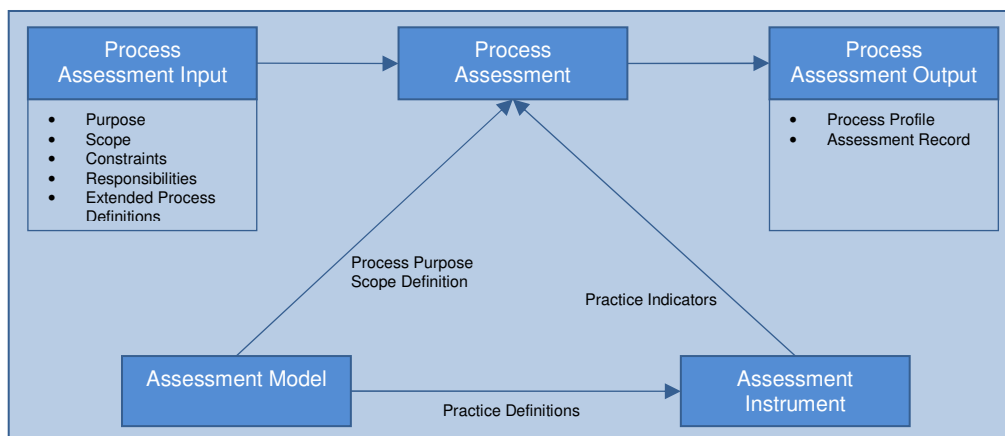 Process
Assessment Input
Process
Assessment
Process
Assessment Output
• Purpose
• Scope
• Constraints
• Responsibilities
• Extended Process
Definitions
• Process Profile
• Assessment Record
Process Purpose
Scope Definition
Practice Indicators
Assessment Model
Practice Definitions
Assessment
Instrument